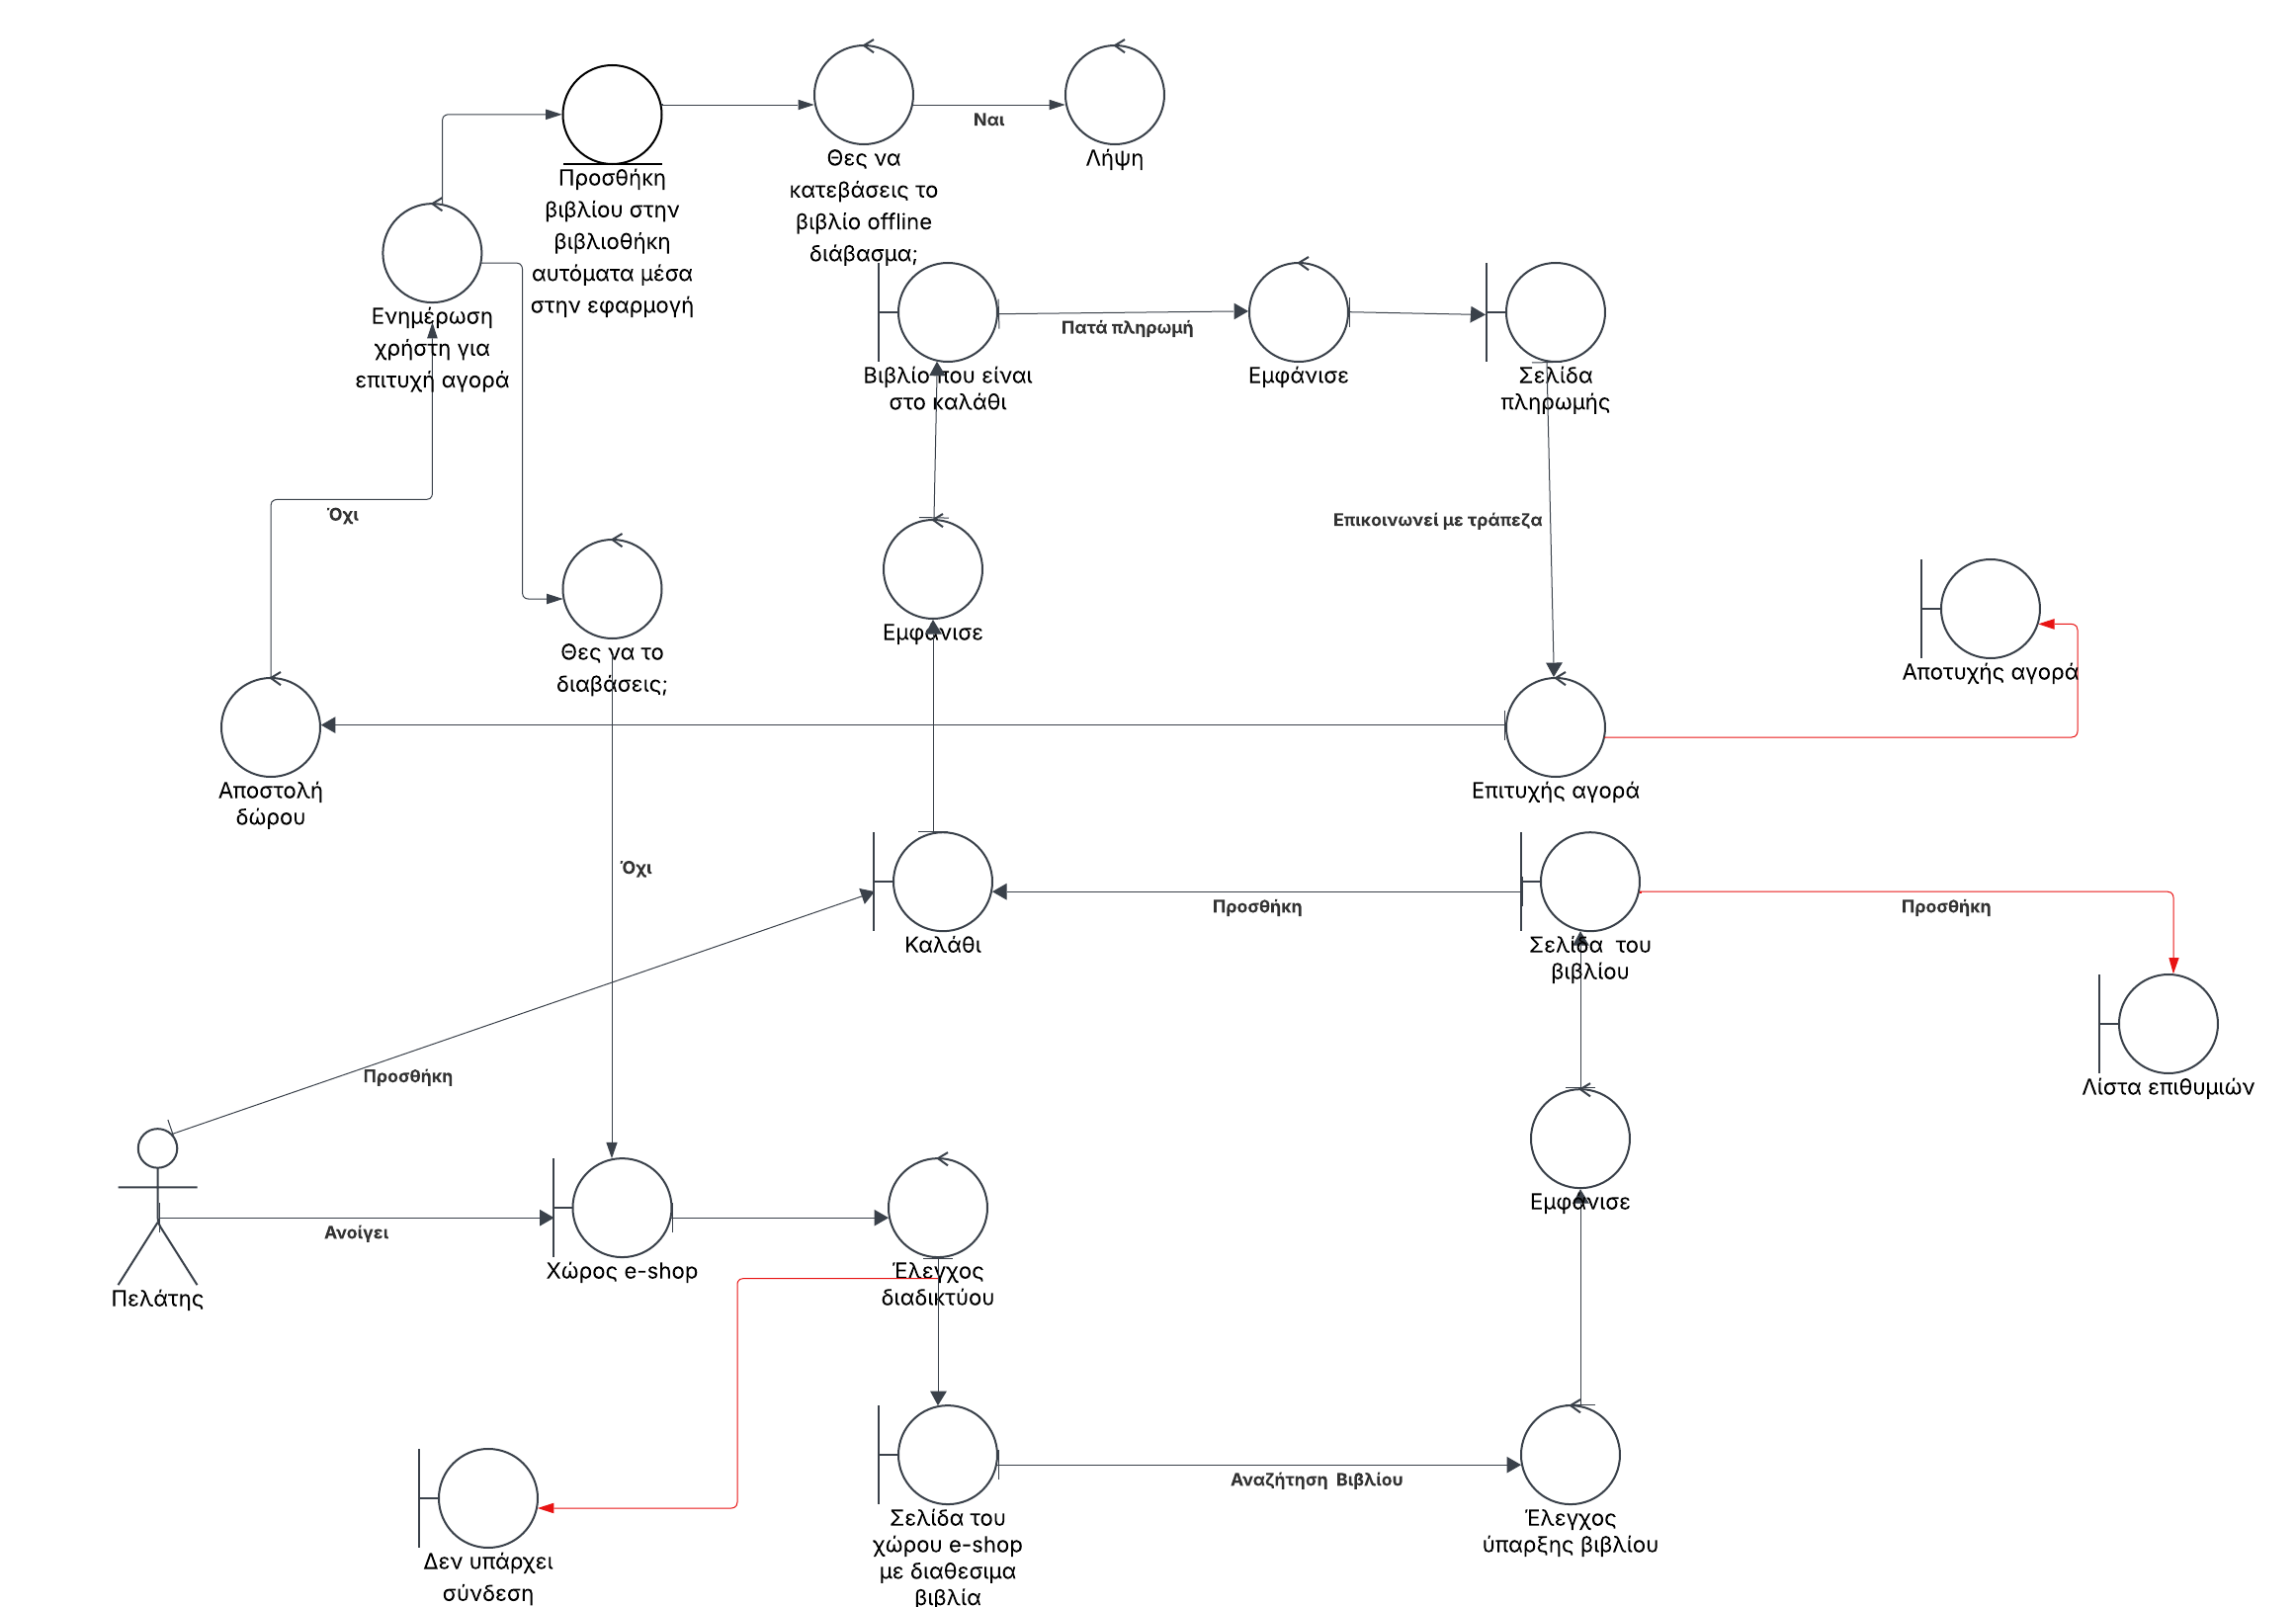 Ναι
Θες να
κατεβάσεις το
βιβλίο offline
διάβασμα;
Λήψη
Προσθήκη
βιβλίου στην
βιβλιοθήκη
αυτόματα μέσα
στην εφαρμογή
Ενημέρωση
χρήστη για
επιτυχή αγορά
Πατά πληρωμή
Βιβλίο που είναι
στο καλάθι
Εμφάνισε
Σελίδα
πληρωμής
Όχι
Επικοινωνεί με τράπεζα
Θες να το
διαβάσεις;
Εμφάνισε
Αποτυχής αγορά
Αποστολή
δώρου
Επιτυχής αγορά
Όχι
Προσθήκη
Προσθήκη
Καλάθι
Σελίδα  του
βιβλίου
Προσθήκη
Λίστα επιθυμιών
Εμφάνισε
Ανοίγει
Πελάτης
Χώρος e-shop
Έλεγχος
διαδικτύου
Αναζήτηση  Βιβλίου
Δεν υπάρχει
σύνδεση
Σελίδα του
χώρου e-shop
με διαθεσιμα
βιβλία
Έλεγχος
ύπαρξης βιβλίου